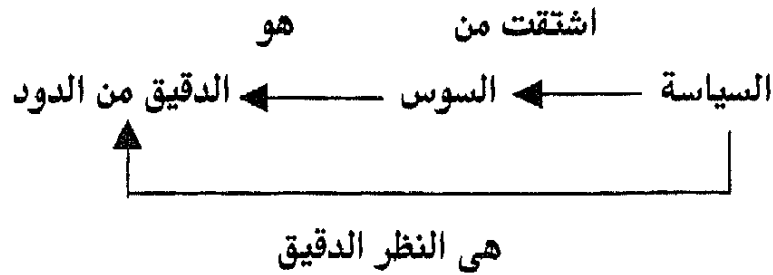 اشتقت من هو
السياسة السوس الدقيق من الدود
هى النظر الدقيق